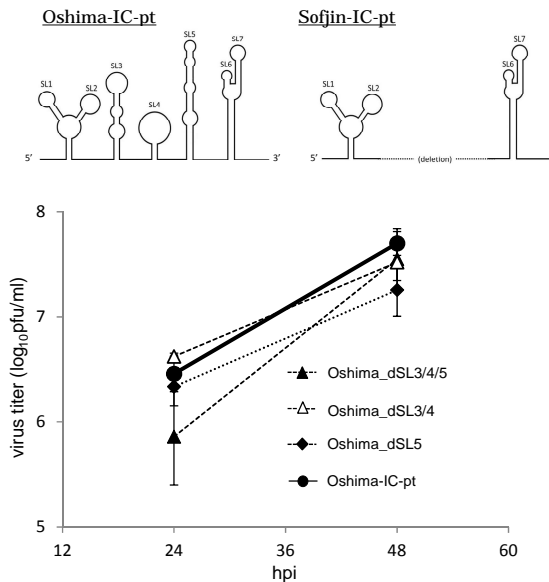 Oshima-IC-pt
Sofjin-IC-pt
SL1
SL2
SL3
SL4
SL5
SL6
SL7
5'
3'
SL1
SL2
SL6
SL7
5'
(deletion)
3'
virus titer (log10pfu/ml)
8
7
6
5
12
24
36
48
60
hpi
Oshima_dSL3/4/5
Oshima_dSL3/4
Oshima_dSL5
Oshima-IC-pt